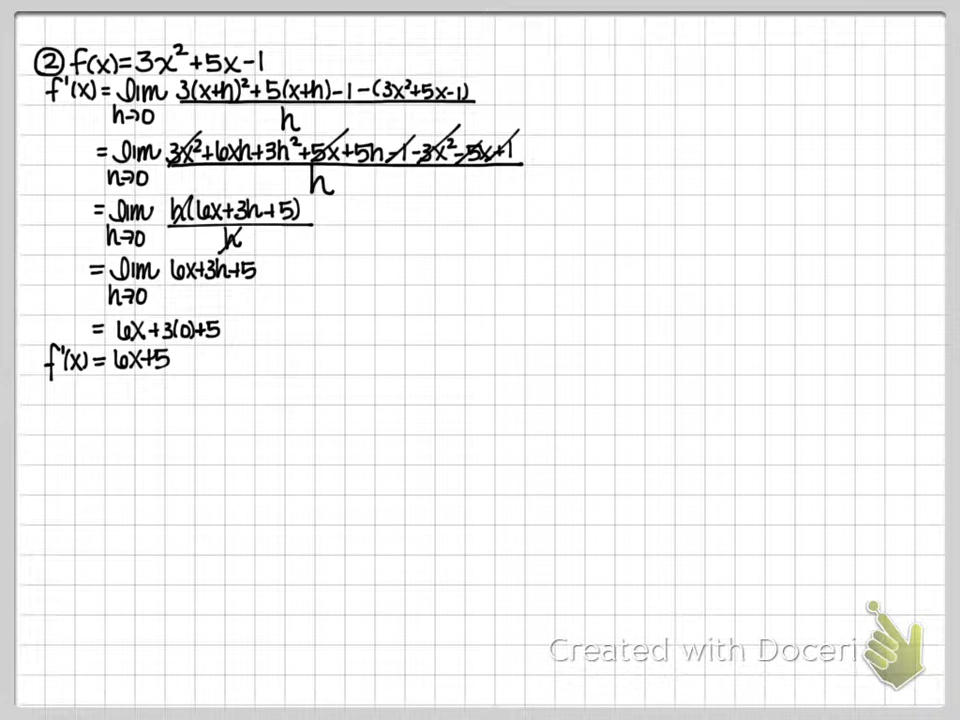 ② f(x) = 3x² + 5x - 1
f'(x) = lim 3(x+h)² + 5(x+h) - 1 - (3x² + 5x - 1)
h→0 h
= lim 3x² + 6xh + 3h² + 5x + 5h - 1 - 3x² - 5x + 1
h→0 h
= lim h(6x + 3h + 5)
h→0 h
= lim 6x + 3h + 5
h→0
= 6x + 3(0) + 5
f'(x) = 6x + 5
Created with Doceri